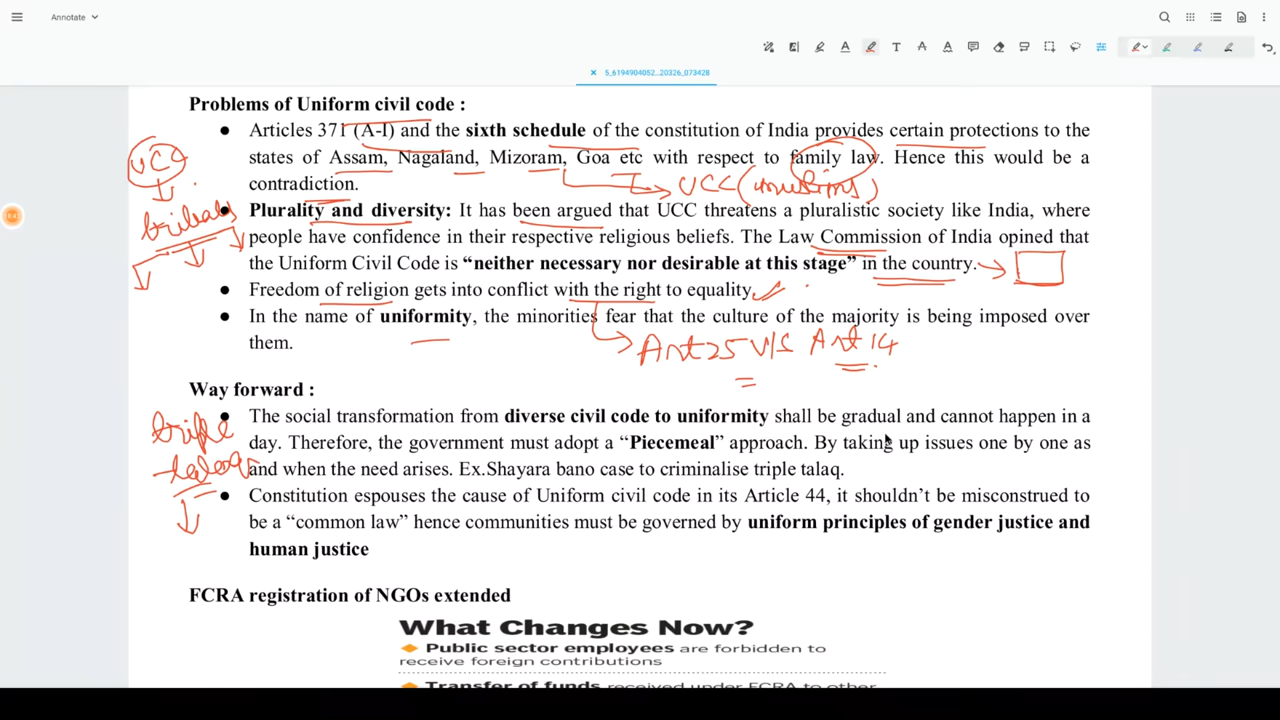 Annotate
5_6194904052...20326_073428
Problems of Uniform civil code :
● Articles 371 (A-I) and the sixth schedule of the constitution of India provides certain protections to the
UCC
states of Assam, Nagaland, Mizoram, Goa etc with respect to family law. Hence this would be a
contradiction.
UCC (muslims)
● Plurality and diversity: It has been argued that UCC threatens a pluralistic society like India, where
tribals
people have confidence in their respective religious beliefs. The Law Commission of India opined that
the Uniform Civil Code is “neither necessary nor desirable at this stage” in the country.
● Freedom of religion gets into conflict with the right to equality.
● In the name of uniformity, the minorities fear that the culture of the majority is being imposed over
them.
Art 25 V/S Art 14
Way forward :
● The social transformation from diverse civil code to uniformity shall be gradual and cannot happen in a
triple
day. Therefore, the government must adopt a “Piecemeal” approach. By taking up issues one by one as
talaq
and when the need arises. Ex.Shayara bano case to criminalise triple talaq.
● Constitution espouses the cause of Uniform civil code in its Article 44, it shouldn’t be misconstrued to
be a “common law” hence communities must be governed by uniform principles of gender justice and
human justice
FCRA registration of NGOs extended
What Changes Now?
Public sector employees are forbidden to
receive foreign contributions
Transfer of funds received under FCRA to other